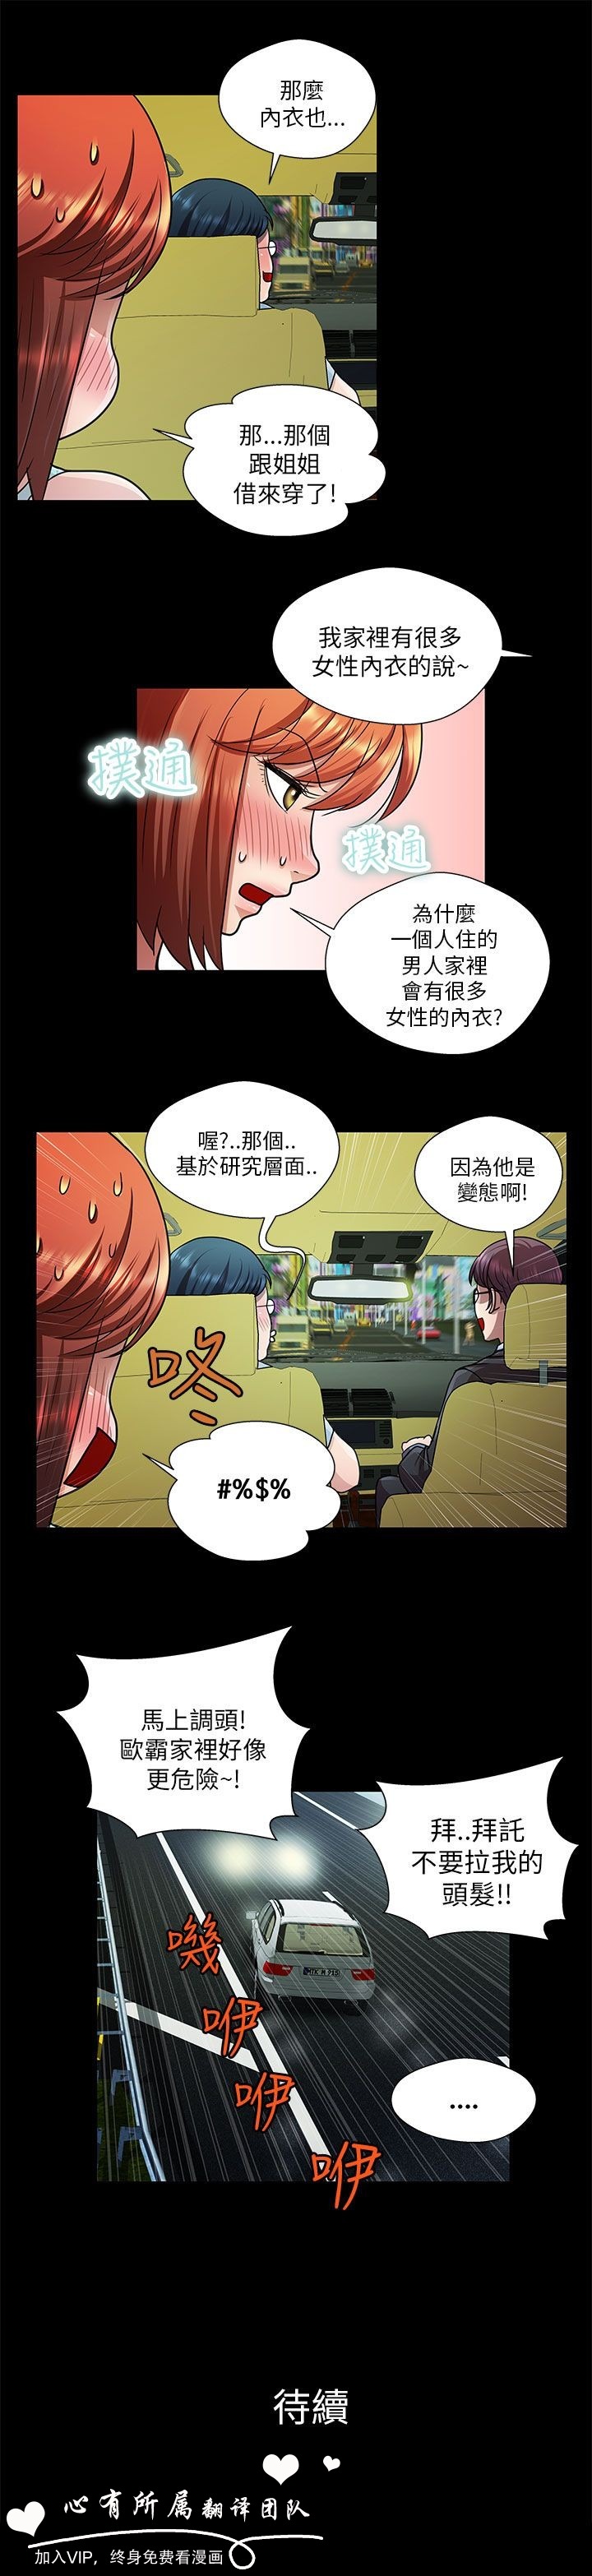 那麼
內衣也...
那...那個
跟姐姐
借來穿了!
我家裡有很多
女性內衣的說~
撲通
撲通
為什麼
一個人住的
男人家裡
會有很多
女性的內衣?
喔?..那個..
基於研究層面..
因為他是
變態啊!
咚
#%$%
馬上調頭!
歐霸家裡好像
更危險~!
拜..拜託
不要拉我的
頭髮!!
嘰
咿
咿
咿
....
待續
心有所属翻译团队
加入VIP，终身免费看漫画